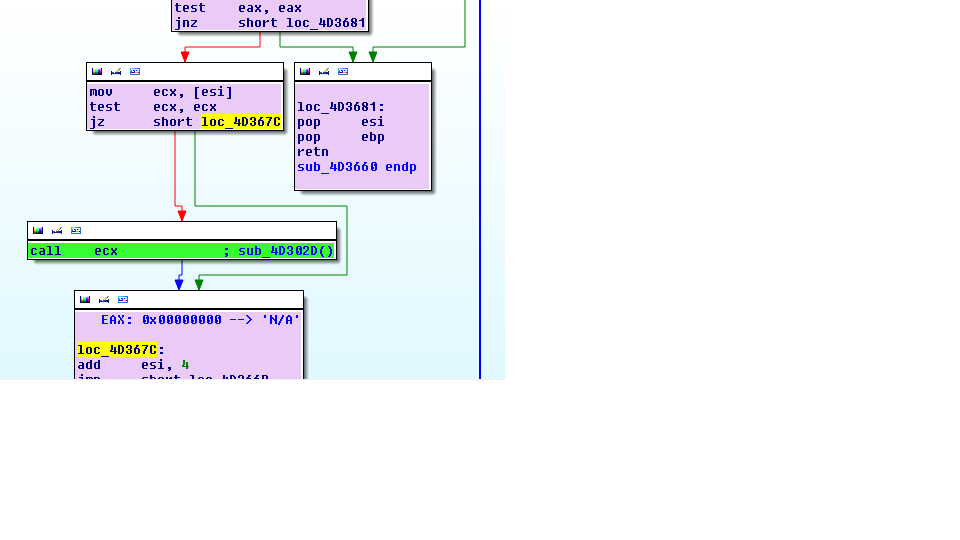 test    eax, eax
jnz     short loc_4D3681
mov     ecx, [esi]
test    ecx, ecx
jz      short loc_4D367C
loc_4D3681:
pop     esi
pop     ebp
retn
sub_4D3660 endp
call    ecx             ; sub_4D302D()
EAX: 0x00000000 --> 'N/A'
loc_4D367C:
add     esi, 4